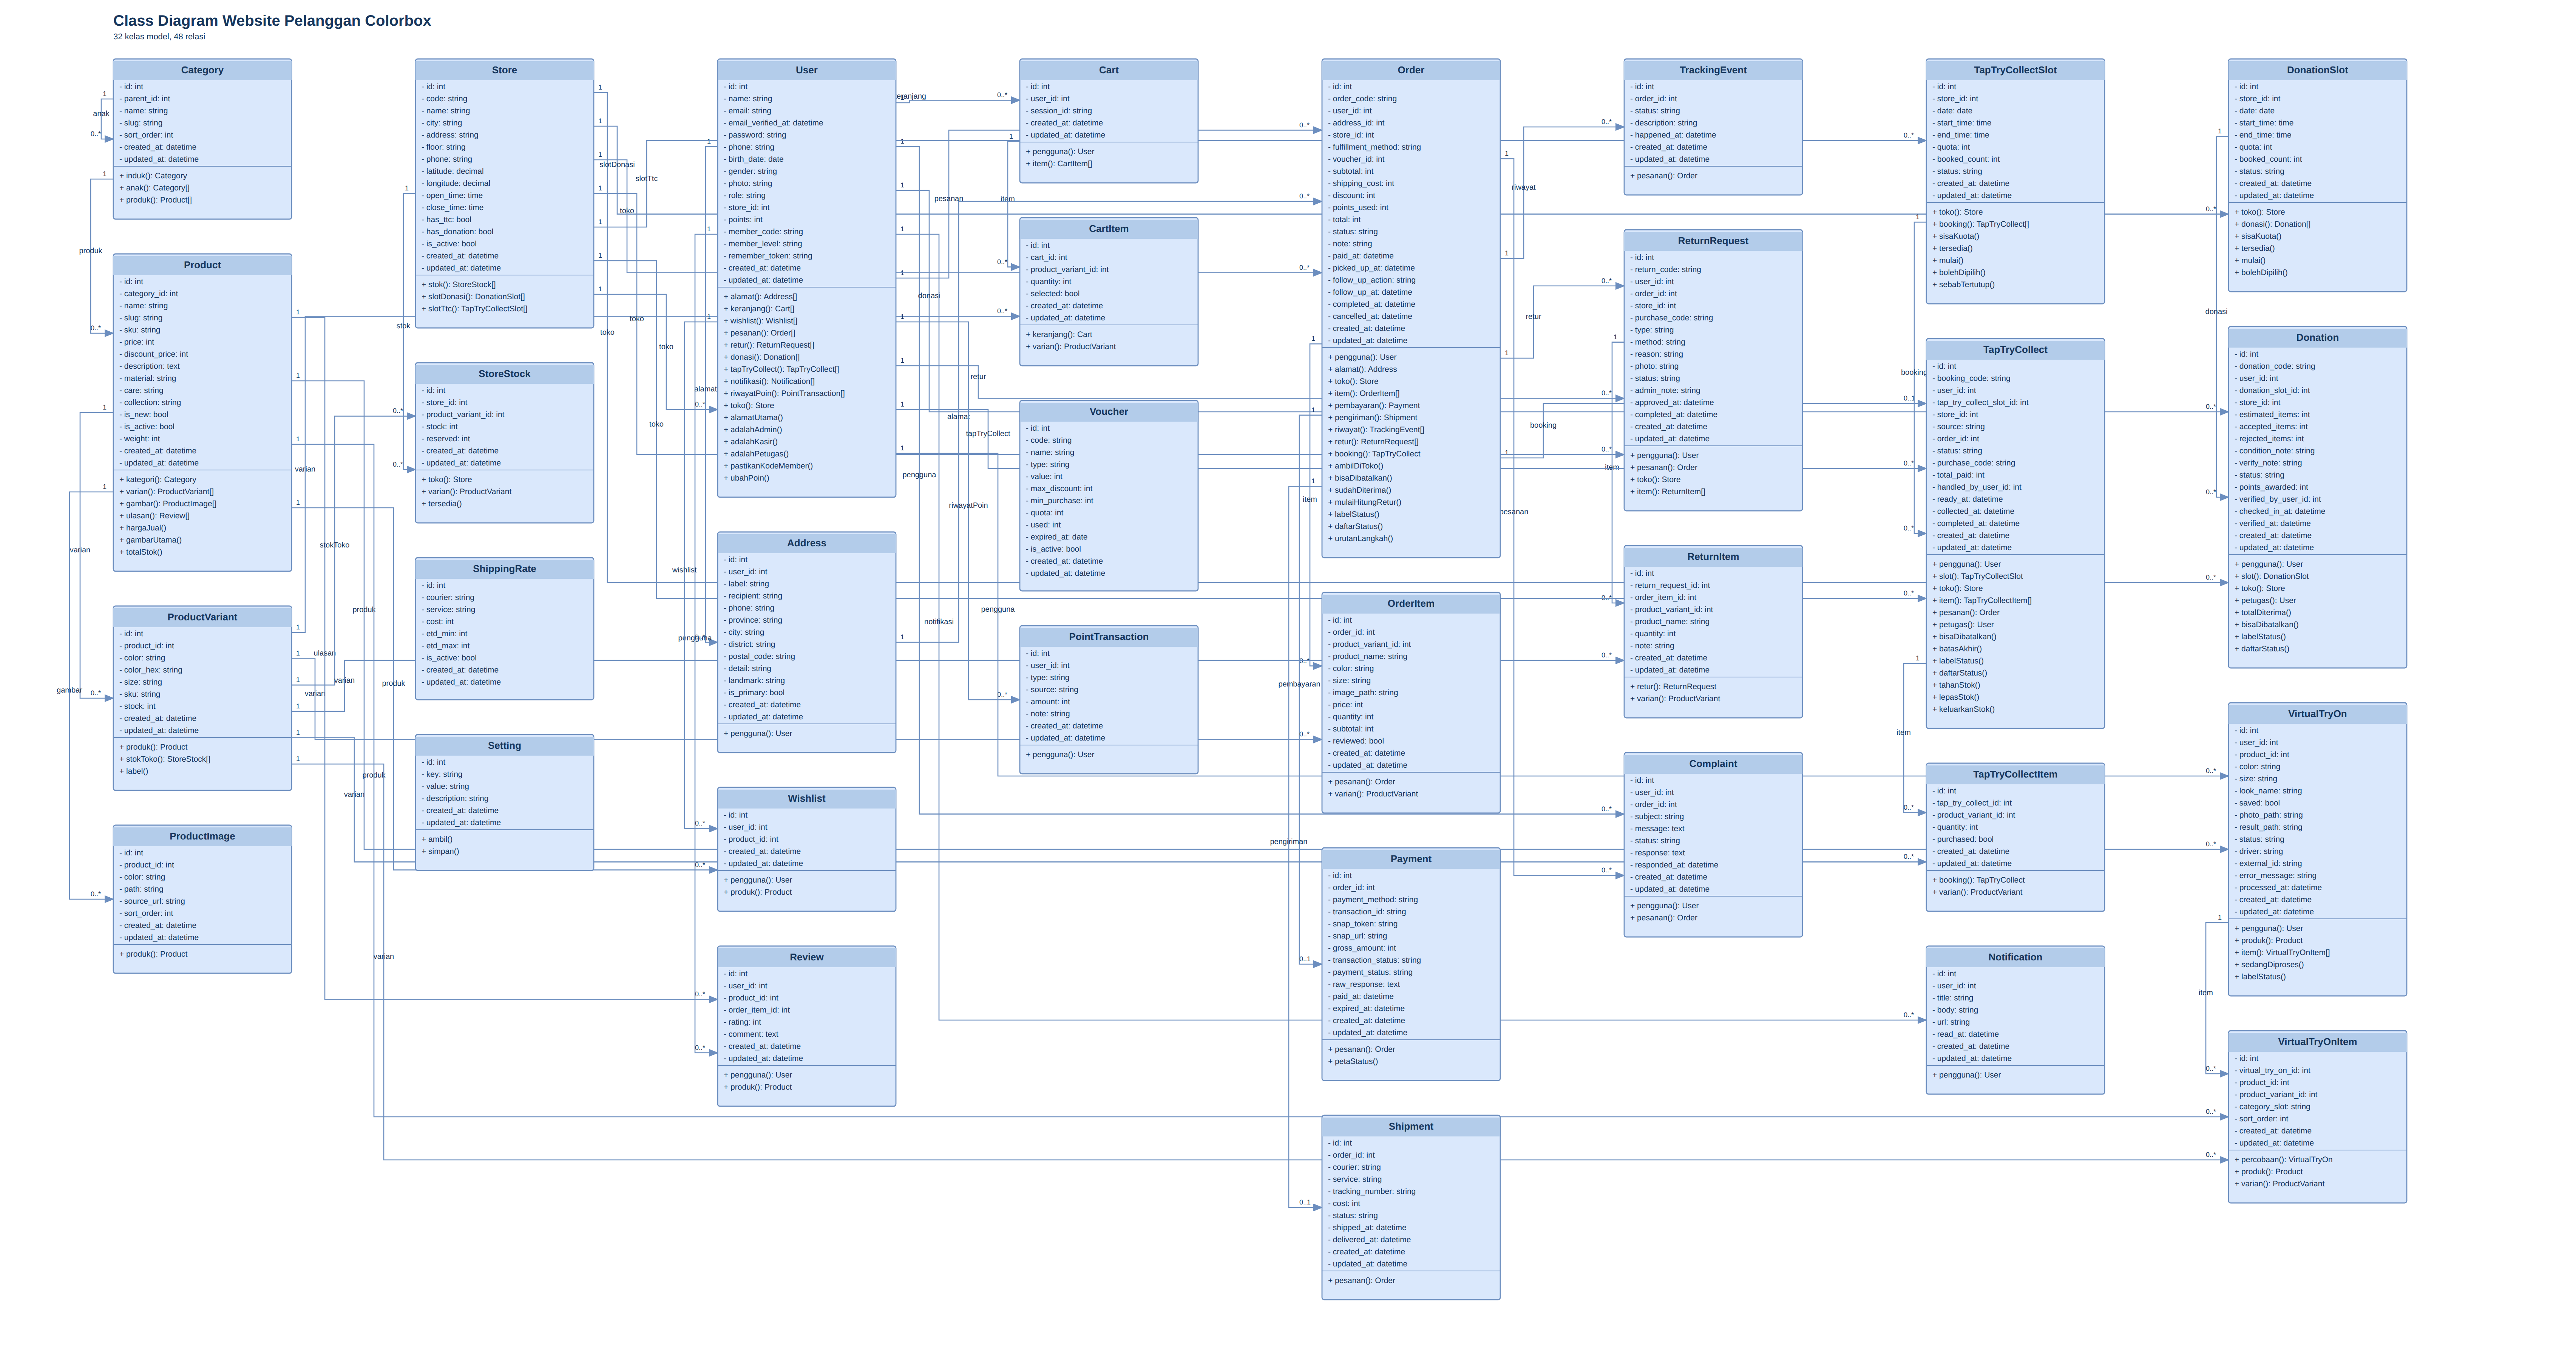 Class Diagram Website Pelanggan Colorbox
32 kelas model, 48 relasi
Category
- id: int
- parent_id: int
- name: string
- slug: string
- sort_order: int
- created_at: datetime
- updated_at: datetime
+ induk(): Category
+ anak(): Category[]
+ produk(): Product[]
Product
- id: int
- category_id: int
- name: string
- slug: string
- sku: string
- price: int
- discount_price: int
- description: text
- material: string
- care: string
- collection: string
- is_new: bool
- is_active: bool
- weight: int
- created_at: datetime
- updated_at: datetime
+ kategori(): Category
+ varian(): ProductVariant[]
+ gambar(): ProductImage[]
+ ulasan(): Review[]
+ hargaJual()
+ gambarUtama()
+ totalStok()
ProductVariant
- id: int
- product_id: int
- color: string
- color_hex: string
- size: string
- sku: string
- stock: int
- created_at: datetime
- updated_at: datetime
+ produk(): Product
+ stokToko(): StoreStock[]
+ label()
ProductImage
- id: int
- product_id: int
- color: string
- path: string
- source_url: string
- sort_order: int
- created_at: datetime
- updated_at: datetime
+ produk(): Product
Store
- id: int
- code: string
- name: string
- city: string
- address: string
- floor: string
- phone: string
- latitude: decimal
- longitude: decimal
- open_time: time
- close_time: time
- has_ttc: bool
- has_donation: bool
- is_active: bool
- created_at: datetime
- updated_at: datetime
+ stok(): StoreStock[]
+ slotDonasi(): DonationSlot[]
+ slotTtc(): TapTryCollectSlot[]
StoreStock
- id: int
- store_id: int
- product_variant_id: int
- stock: int
- reserved: int
- created_at: datetime
- updated_at: datetime
+ toko(): Store
+ varian(): ProductVariant
+ tersedia()
ShippingRate
- id: int
- courier: string
- service: string
- cost: int
- etd_min: int
- etd_max: int
- is_active: bool
- created_at: datetime
- updated_at: datetime
Setting
- id: int
- key: string
- value: string
- description: string
- created_at: datetime
- updated_at: datetime
+ ambil()
+ simpan()
User
- id: int
- name: string
- email: string
- email_verified_at: datetime
- password: string
- phone: string
- birth_date: date
- gender: string
- photo: string
- role: string
- store_id: int
- points: int
- member_code: string
- member_level: string
- remember_token: string
- created_at: datetime
- updated_at: datetime
+ alamat(): Address[]
+ keranjang(): Cart[]
+ wishlist(): Wishlist[]
+ pesanan(): Order[]
+ retur(): ReturnRequest[]
+ donasi(): Donation[]
+ tapTryCollect(): TapTryCollect[]
+ notifikasi(): Notification[]
+ riwayatPoin(): PointTransaction[]
+ toko(): Store
+ alamatUtama()
+ adalahAdmin()
+ adalahKasir()
+ adalahPetugas()
+ pastikanKodeMember()
+ ubahPoin()
Address
- id: int
- user_id: int
- label: string
- recipient: string
- phone: string
- province: string
- city: string
- district: string
- postal_code: string
- detail: string
- landmark: string
- is_primary: bool
- created_at: datetime
- updated_at: datetime
+ pengguna(): User
Wishlist
- id: int
- user_id: int
- product_id: int
- created_at: datetime
- updated_at: datetime
+ pengguna(): User
+ produk(): Product
Review
- id: int
- user_id: int
- product_id: int
- order_item_id: int
- rating: int
- comment: text
- created_at: datetime
- updated_at: datetime
+ pengguna(): User
+ produk(): Product
Cart
- id: int
- user_id: int
- session_id: string
- created_at: datetime
- updated_at: datetime
+ pengguna(): User
+ item(): CartItem[]
CartItem
- id: int
- cart_id: int
- product_variant_id: int
- quantity: int
- selected: bool
- created_at: datetime
- updated_at: datetime
+ keranjang(): Cart
+ varian(): ProductVariant
Voucher
- id: int
- code: string
- name: string
- type: string
- value: int
- max_discount: int
- min_purchase: int
- quota: int
- used: int
- expired_at: date
- is_active: bool
- created_at: datetime
- updated_at: datetime
PointTransaction
- id: int
- user_id: int
- type: string
- source: string
- amount: int
- note: string
- created_at: datetime
- updated_at: datetime
+ pengguna(): User
Order
- id: int
- order_code: string
- user_id: int
- address_id: int
- store_id: int
- fulfillment_method: string
- voucher_id: int
- subtotal: int
- shipping_cost: int
- discount: int
- points_used: int
- total: int
- status: string
- note: string
- paid_at: datetime
- picked_up_at: datetime
- follow_up_action: string
- follow_up_at: datetime
- completed_at: datetime
- cancelled_at: datetime
- created_at: datetime
- updated_at: datetime
+ pengguna(): User
+ alamat(): Address
+ toko(): Store
+ item(): OrderItem[]
+ pembayaran(): Payment
+ pengiriman(): Shipment
+ riwayat(): TrackingEvent[]
+ retur(): ReturnRequest[]
+ booking(): TapTryCollect
+ ambilDiToko()
+ bisaDibatalkan()
+ sudahDiterima()
+ mulaiHitungRetur()
+ labelStatus()
+ daftarStatus()
+ urutanLangkah()
OrderItem
- id: int
- order_id: int
- product_variant_id: int
- product_name: string
- color: string
- size: string
- image_path: string
- price: int
- quantity: int
- subtotal: int
- reviewed: bool
- created_at: datetime
- updated_at: datetime
+ pesanan(): Order
+ varian(): ProductVariant
Payment
- id: int
- order_id: int
- payment_method: string
- transaction_id: string
- snap_token: string
- snap_url: string
- gross_amount: int
- transaction_status: string
- payment_status: string
- raw_response: text
- paid_at: datetime
- expired_at: datetime
- created_at: datetime
- updated_at: datetime
+ pesanan(): Order
+ petaStatus()
Shipment
- id: int
- order_id: int
- courier: string
- service: string
- tracking_number: string
- cost: int
- status: string
- shipped_at: datetime
- delivered_at: datetime
- created_at: datetime
- updated_at: datetime
+ pesanan(): Order
TrackingEvent
- id: int
- order_id: int
- status: string
- description: string
- happened_at: datetime
- created_at: datetime
- updated_at: datetime
+ pesanan(): Order
ReturnRequest
- id: int
- return_code: string
- user_id: int
- order_id: int
- store_id: int
- purchase_code: string
- type: string
- method: string
- reason: string
- photo: string
- status: string
- admin_note: string
- approved_at: datetime
- completed_at: datetime
- created_at: datetime
- updated_at: datetime
+ pengguna(): User
+ pesanan(): Order
+ toko(): Store
+ item(): ReturnItem[]
ReturnItem
- id: int
- return_request_id: int
- order_item_id: int
- product_variant_id: int
- product_name: string
- quantity: int
- note: string
- created_at: datetime
- updated_at: datetime
+ retur(): ReturnRequest
+ varian(): ProductVariant
Complaint
- id: int
- user_id: int
- order_id: int
- subject: string
- message: text
- status: string
- response: text
- responded_at: datetime
- created_at: datetime
- updated_at: datetime
+ pengguna(): User
+ pesanan(): Order
TapTryCollectSlot
- id: int
- store_id: int
- date: date
- start_time: time
- end_time: time
- quota: int
- booked_count: int
- status: string
- created_at: datetime
- updated_at: datetime
+ toko(): Store
+ booking(): TapTryCollect[]
+ sisaKuota()
+ tersedia()
+ mulai()
+ bolehDipilih()
+ sebabTertutup()
TapTryCollect
- id: int
- booking_code: string
- user_id: int
- tap_try_collect_slot_id: int
- store_id: int
- source: string
- order_id: int
- status: string
- purchase_code: string
- total_paid: int
- handled_by_user_id: int
- ready_at: datetime
- collected_at: datetime
- completed_at: datetime
- created_at: datetime
- updated_at: datetime
+ pengguna(): User
+ slot(): TapTryCollectSlot
+ toko(): Store
+ item(): TapTryCollectItem[]
+ pesanan(): Order
+ petugas(): User
+ bisaDibatalkan()
+ batasAkhir()
+ labelStatus()
+ daftarStatus()
+ tahanStok()
+ lepasStok()
+ keluarkanStok()
TapTryCollectItem
- id: int
- tap_try_collect_id: int
- product_variant_id: int
- quantity: int
- purchased: bool
- created_at: datetime
- updated_at: datetime
+ booking(): TapTryCollect
+ varian(): ProductVariant
Notification
- id: int
- user_id: int
- title: string
- body: string
- url: string
- read_at: datetime
- created_at: datetime
- updated_at: datetime
+ pengguna(): User
DonationSlot
- id: int
- store_id: int
- date: date
- start_time: time
- end_time: time
- quota: int
- booked_count: int
- status: string
- created_at: datetime
- updated_at: datetime
+ toko(): Store
+ donasi(): Donation[]
+ sisaKuota()
+ tersedia()
+ mulai()
+ bolehDipilih()
Donation
- id: int
- donation_code: string
- user_id: int
- donation_slot_id: int
- store_id: int
- estimated_items: int
- accepted_items: int
- rejected_items: int
- condition_note: string
- verify_note: string
- status: string
- points_awarded: int
- verified_by_user_id: int
- checked_in_at: datetime
- verified_at: datetime
- created_at: datetime
- updated_at: datetime
+ pengguna(): User
+ slot(): DonationSlot
+ toko(): Store
+ petugas(): User
+ totalDiterima()
+ bisaDibatalkan()
+ labelStatus()
+ daftarStatus()
VirtualTryOn
- id: int
- user_id: int
- product_id: int
- color: string
- size: string
- look_name: string
- saved: bool
- photo_path: string
- result_path: string
- status: string
- driver: string
- external_id: string
- error_message: string
- processed_at: datetime
- created_at: datetime
- updated_at: datetime
+ pengguna(): User
+ produk(): Product
+ item(): VirtualTryOnItem[]
+ sedangDiproses()
+ labelStatus()
VirtualTryOnItem
- id: int
- virtual_try_on_id: int
- product_id: int
- product_variant_id: int
- category_slot: string
- sort_order: int
- created_at: datetime
- updated_at: datetime
+ percobaan(): VirtualTryOn
+ produk(): Product
+ varian(): ProductVariant
anak
produk
varian
gambar
stok
varian
stokToko
ulasan
varian
varian
produk
produk
produk
varian
varian
slotDonasi
slotTtc
toko
toko
toko
toko
toko
wishlist
alamat
pengguna
pesanan
item
donasi
retur
alamat
tapTryCollect
pengguna
riwayatPoin
pengguna
notifikasi
riwayat
retur
booking
item
item
pesanan
pembayaran
pengiriman
booking
item
donasi
item